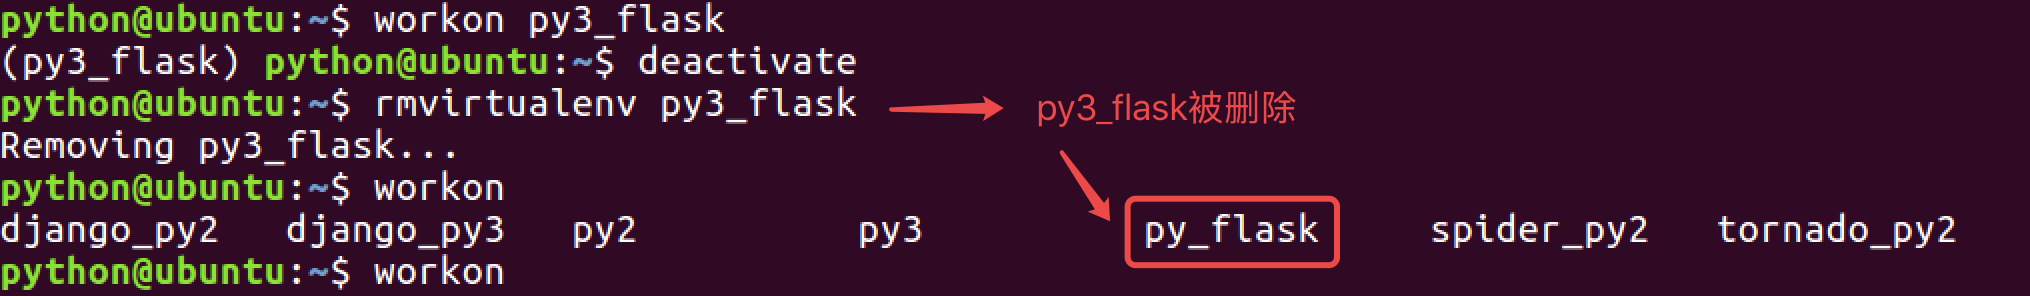 python@ubuntu:~$ workon py3_flask
(py3_flask) python@ubuntu:~$ deactivate
python@ubuntu:~$ rmvirtualenv py3_flask
py3_flask被删除
Removing py3_flask...
python@ubuntu:~$ workon
django_py2 django_py3 py2 py3 py_flask spider_py2 tornado_py2
python@ubuntu:~$ workon